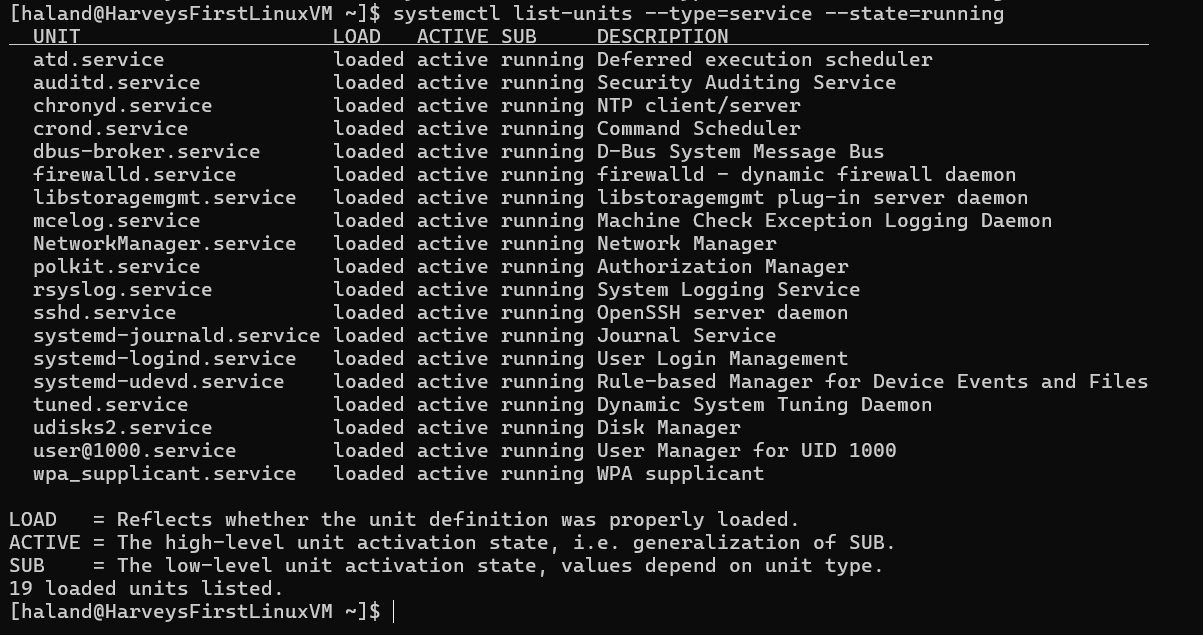 [haland@HarveysFirstLinuxVM ~]$ systemctl list-units --type=service --state=running
  UNIT                     LOAD   ACTIVE SUB     DESCRIPTION
  atd.service              loaded active running Deferred execution scheduler
  auditd.service           loaded active running Security Auditing Service
  chronyd.service          loaded active running NTP client/server
  crond.service            loaded active running Command Scheduler
  dbus-broker.service      loaded active running D-Bus System Message Bus
  firewalld.service        loaded active running firewalld - dynamic firewall daemon
  libstoragemgmt.service   loaded active running libstoragemgmt plug-in server daemon
  mcelog.service           loaded active running Machine Check Exception Logging Daemon
  NetworkManager.service   loaded active running Network Manager
  polkit.service           loaded active running Authorization Manager
  rsyslog.service          loaded active running System Logging Service
  sshd.service             loaded active running OpenSSH server daemon
  systemd-journald.service loaded active running Journal Service
  systemd-logind.service   loaded active running User Login Management
  systemd-udevd.service    loaded active running Rule-based Manager for Device Events and Files
  tuned.service            loaded active running Dynamic System Tuning Daemon
  udisks2.service          loaded active running Disk Manager
  user@1000.service        loaded active running User Manager for UID 1000
  wpa_supplicant.service   loaded active running WPA supplicant

LOAD   = Reflects whether the unit definition was properly loaded.
ACTIVE = The high-level unit activation state, i.e. generalization of SUB.
SUB    = The low-level unit activation state, values depend on unit type.
19 loaded units listed.
[haland@HarveysFirstLinuxVM ~]$